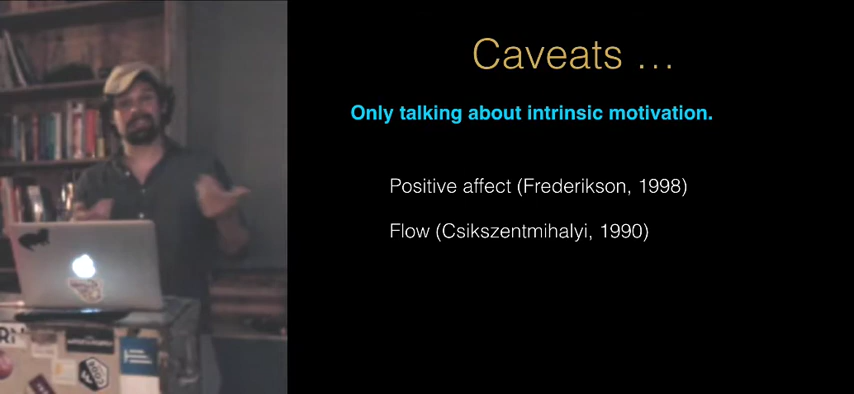 Caveats …
Only talking about intrinsic motivation.
Positive affect (Frederikson, 1998)
Flow (Csikszentmihalyi, 1990)